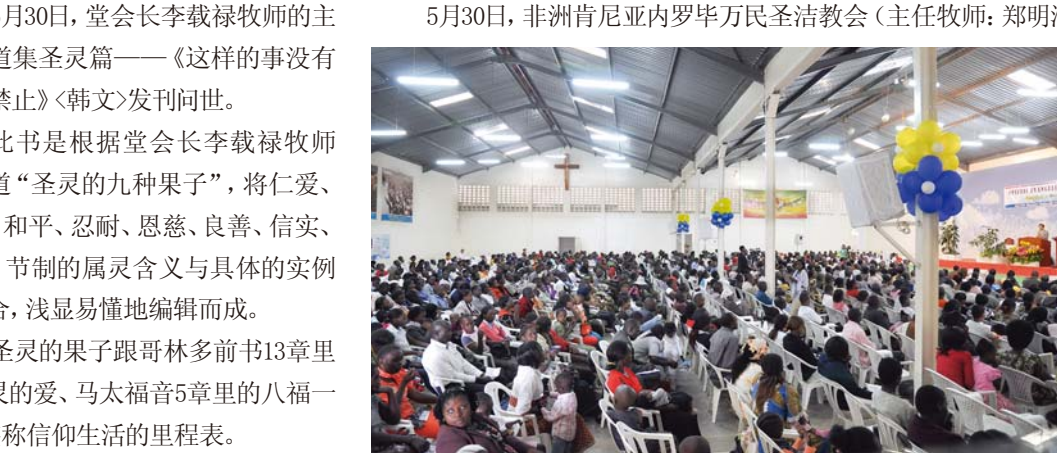 月30日，堂会长李载禄牧师的主
道集圣灵篇——《这样的事没有
禁止》<韩文>发刊问世。
此书是根据堂会长李载禄牧师
道“圣灵的九种果子”，将仁爱、
和平、忍耐、恩慈、良善、信实、
节制的属灵含义与具体的实例
合，浅显易懂地编辑而成。
圣灵的果子跟哥林多前书13章里
灵的爱、马太福音5章里的八福一
称信仰生活的里程表。
5月30日，非洲肯尼亚内罗毕万民圣洁教会（主任牧师：郑明